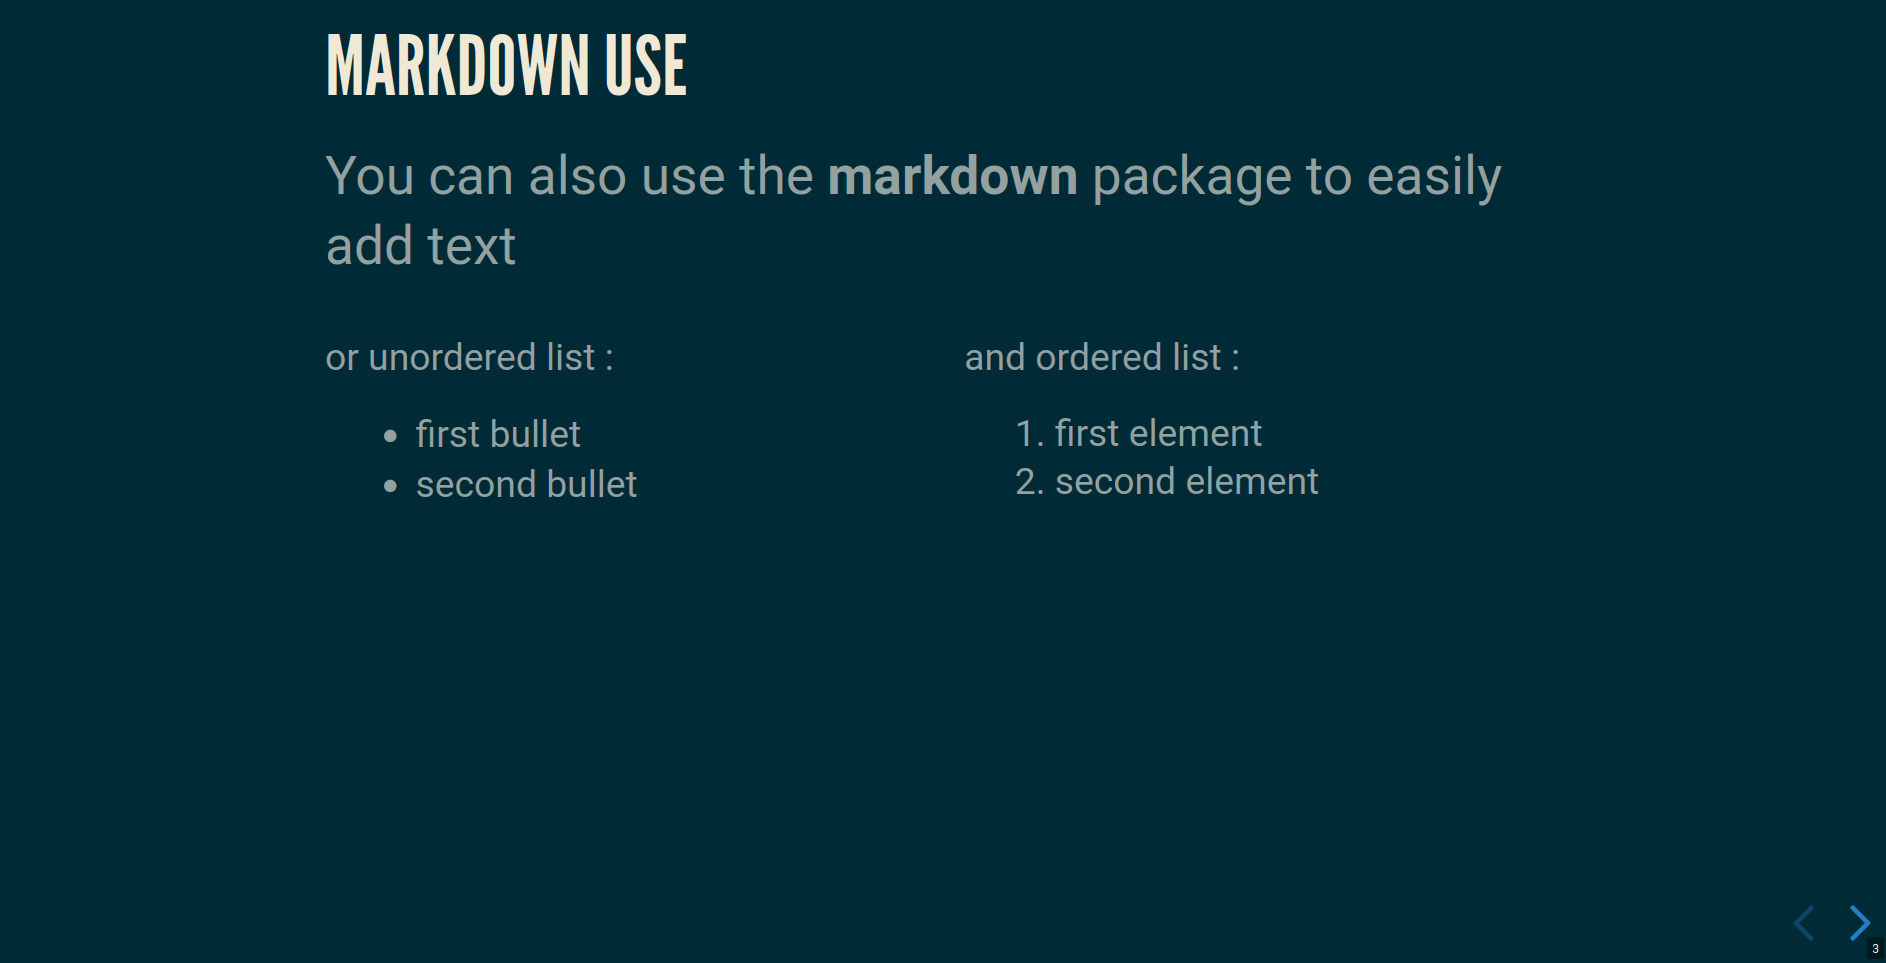 MARKDOWN USE
You can also use the markdown package to easily
add text
or unordered list :
• first bullet
• second bullet
and ordered list :
1. first element
2. second element
3